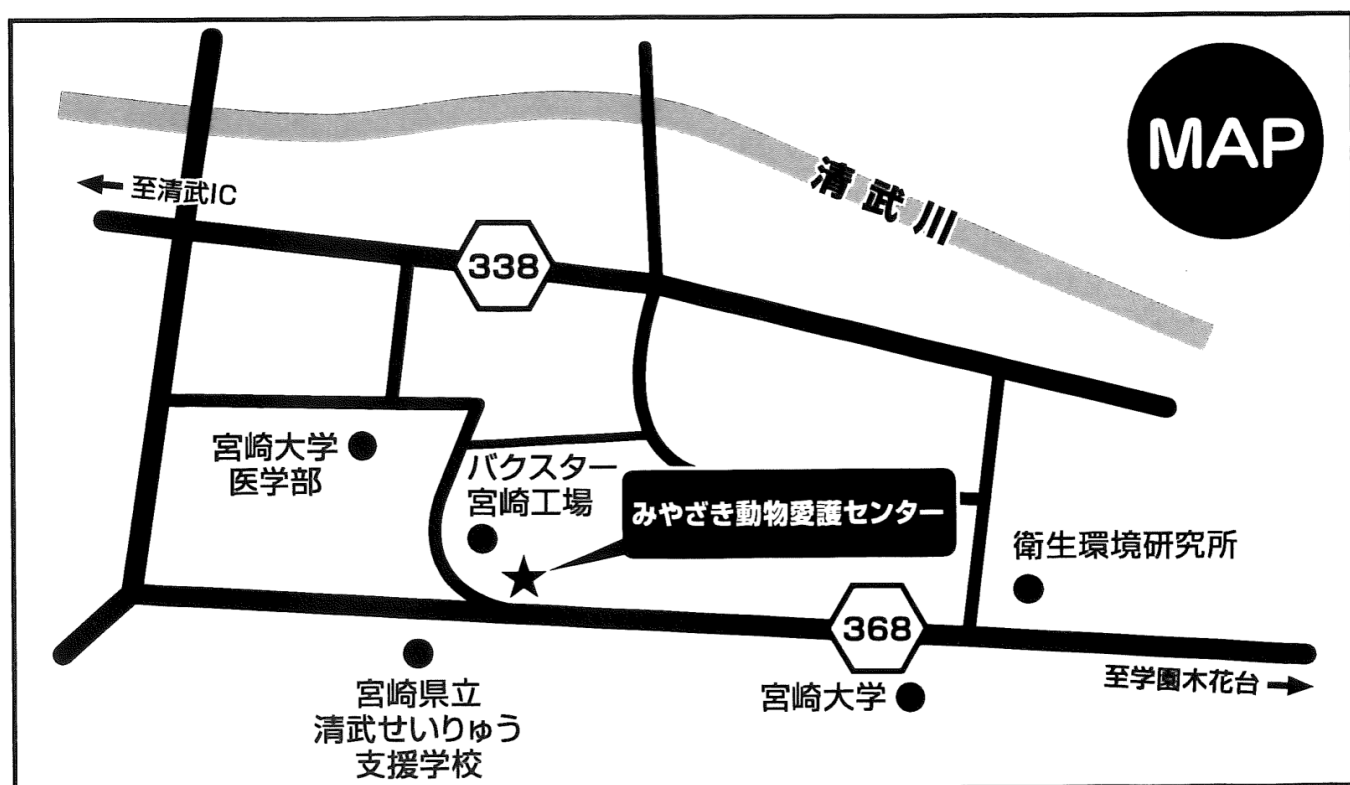 MAP
清武川
至清武IC
338
宮崎大学
医学部
バクスター
宮崎工場
みやざき動物愛護センター
衛生環境研究所
368
宮崎県立
清武せいりゅう
支援学校
宮崎大学
至学園木花台